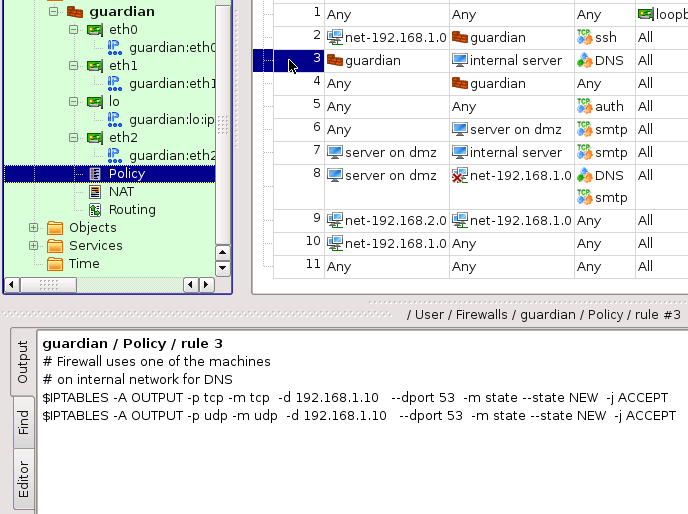 guardian
eth0
guardian:eth0
eth1
guardian:eth1
lo
guardian:lo:ip
eth2
guardian:eth2
Policy
NAT
Routing
Objects
Services
Time
1 Any Any Any loopb
2 net-192.168.1.0 guardian TCP ssh All
3 guardian internal server DNS All
4 Any guardian Any All
5 Any Any TCP auth All
6 Any server on dmz TCP smtp All
7 server on dmz internal server TCP smtp All
8 server on dmz net-192.168.1.0 DNS All
TCP smtp
9 net-192.168.2.0 net-192.168.1.0 Any All
10 net-192.168.1.0 Any Any All
11 Any Any Any All
/ User / Firewalls / guardian / Policy / rule #3
Output
Find
Editor
guardian / Policy / rule 3
# Firewall uses one of the machines
# on internal network for DNS
$IPTABLES -A OUTPUT -p tcp -m tcp -d 192.168.1.10 --dport 53 -m state --state NEW -j ACCEPT
$IPTABLES -A OUTPUT -p udp -m udp -d 192.168.1.10 --dport 53 -m state --state NEW -j ACCEPT